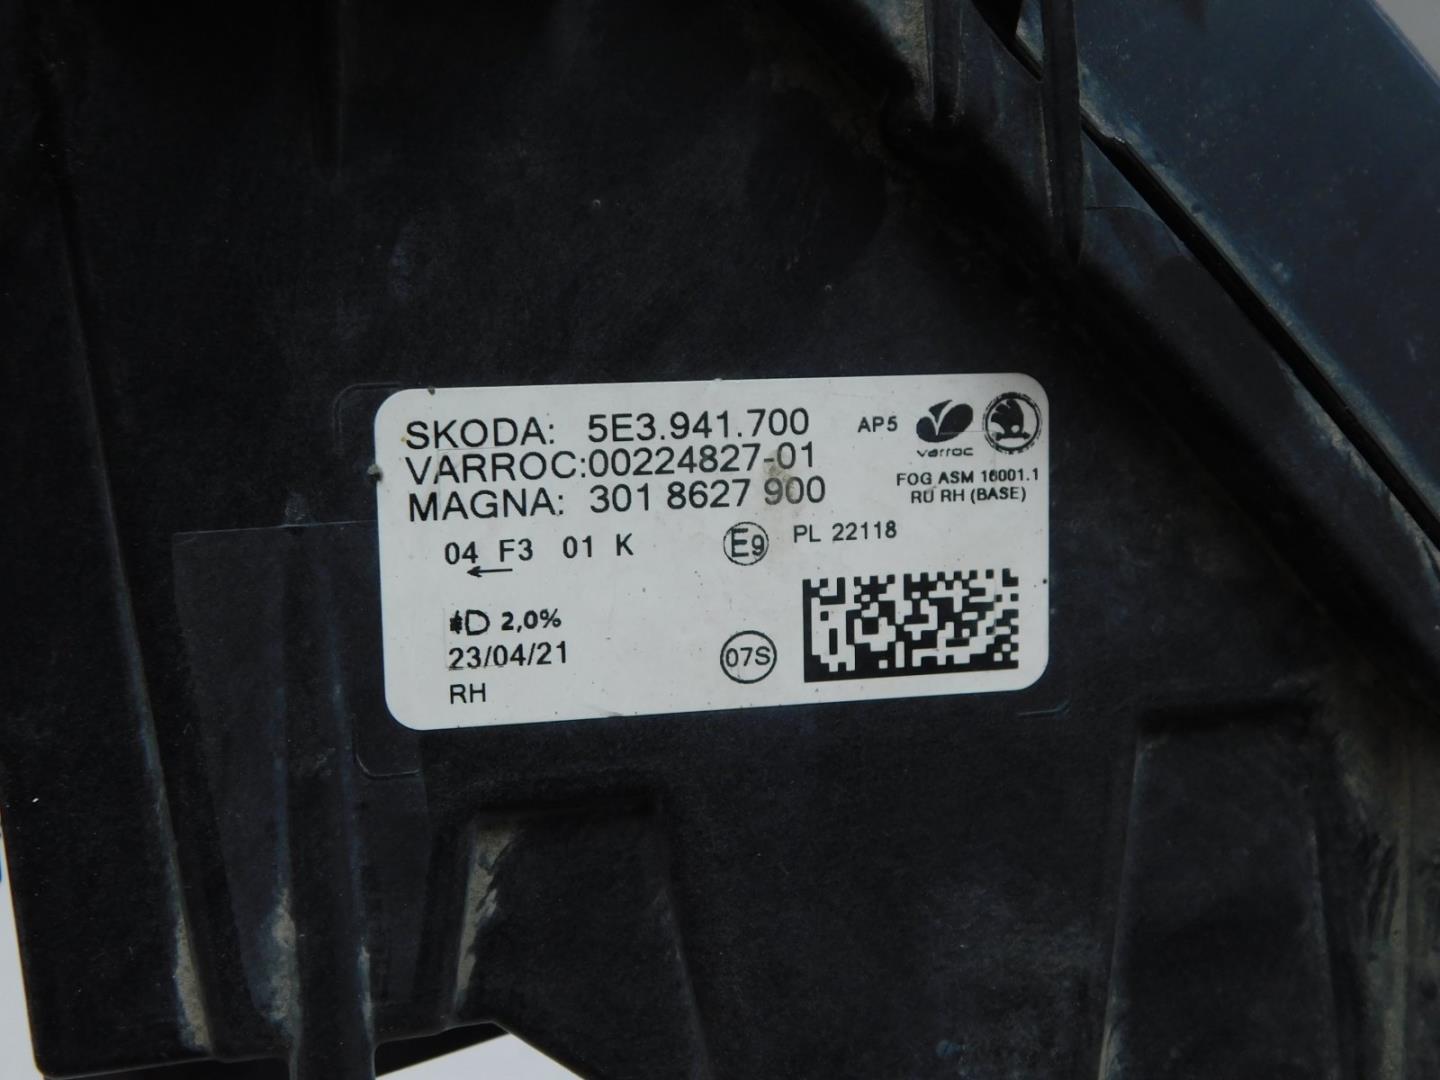 SKODA: 5E3.941.700 AP5
varroc
VARROC:00224827-01
FOG ASM 16001.1
MAGNA: 301 8627 900
RU RH (BASE)
04 F3 01 K E9 PL 22118
2,0%
23/04/21 07S
RH